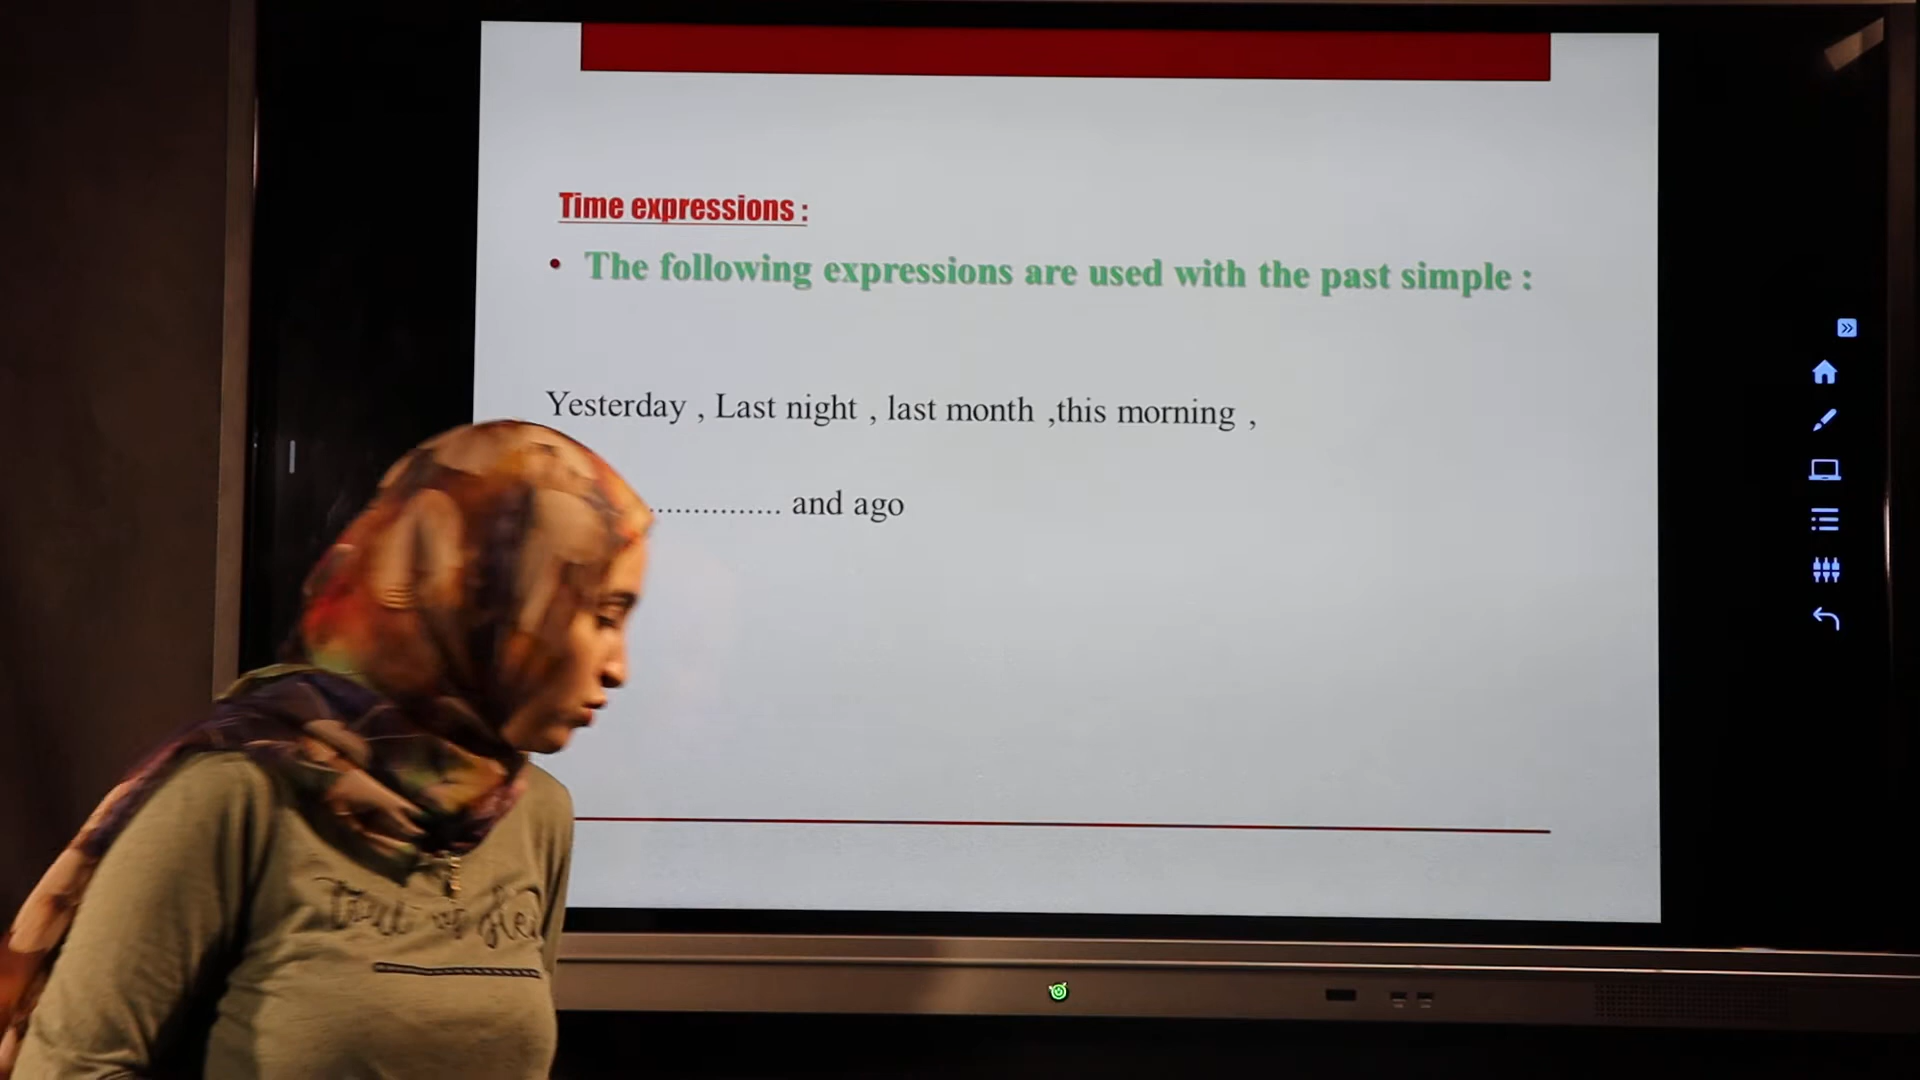 Time expressions :
• The following expressions are used with the past simple :
Yesterday , Last night , last month ,this morning ,
............... and ago